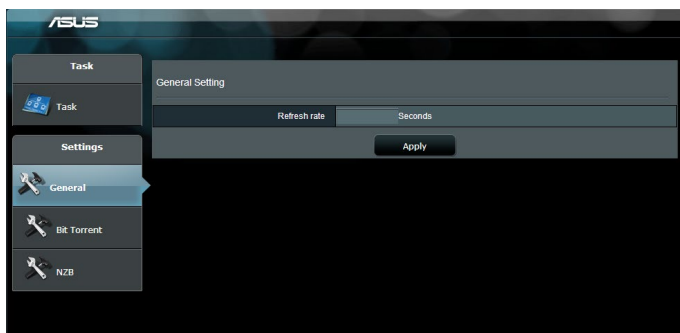 ASUS
Task
Task
General Setting
Refresh rate
Seconds
Apply
Settings
General
Bit Torrent
NZB